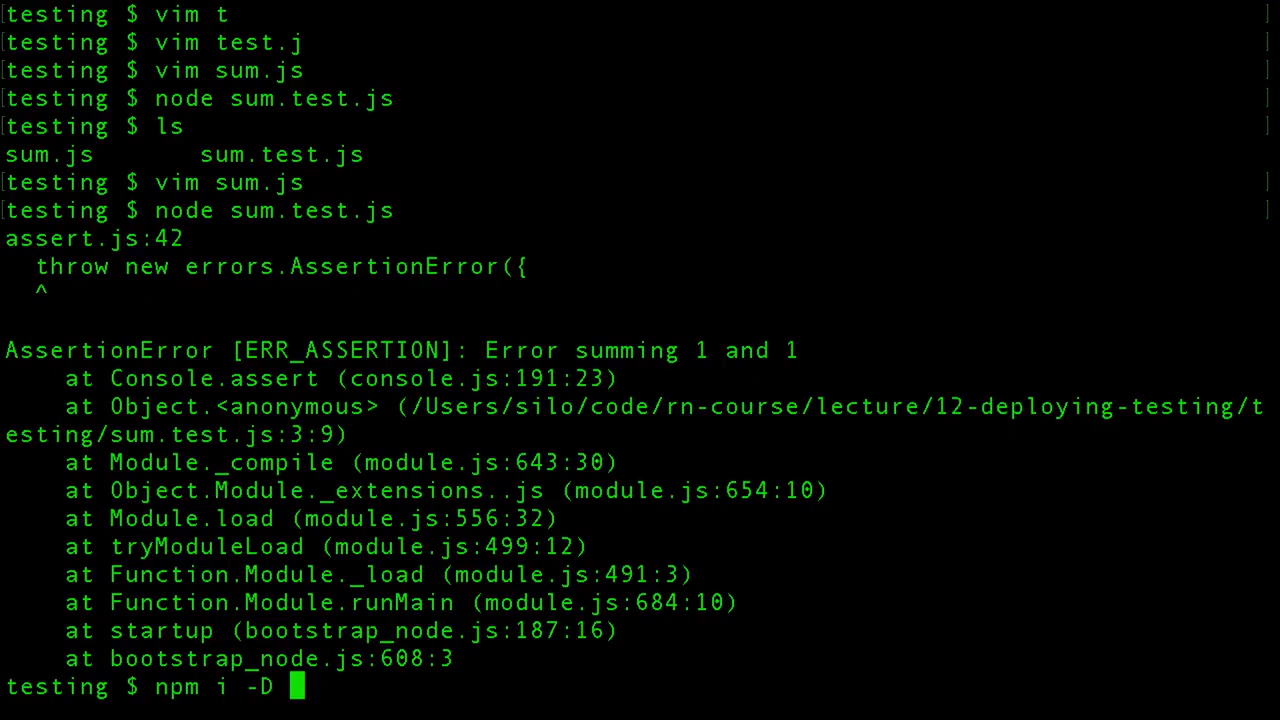 [testing $ vim t ]
[testing $ vim test.j ]
[testing $ vim sum.js ]
[testing $ node sum.test.js ]
[testing $ ls ]
sum.js sum.test.js
[testing $ vim sum.js ]
[testing $ node sum.test.js ]
assert.js:42
throw new errors.AssertionError({
^
AssertionError [ERR_ASSERTION]: Error summing 1 and 1
at Console.assert (console.js:191:23)
at Object.<anonymous> (/Users/silo/code/rn-course/lecture/12-deploying-testing/t
esting/sum.test.js:3:9)
at Module._compile (module.js:643:30)
at Object.Module._extensions..js (module.js:654:10)
at Module.load (module.js:556:32)
at tryModuleLoad (module.js:499:12)
at Function.Module._load (module.js:491:3)
at Function.Module.runMain (module.js:684:10)
at startup (bootstrap_node.js:187:16)
at bootstrap_node.js:608:3
testing $ npm i -D